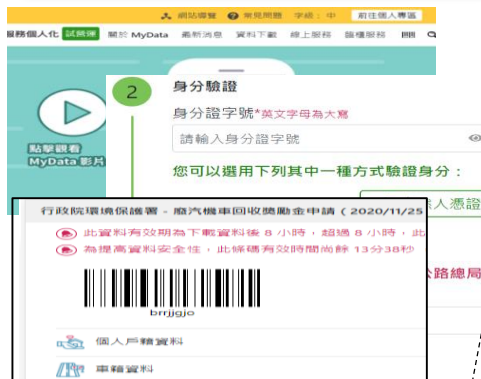 網站導覽 常見問題 字級： 中 前往個人專區
服務個人化 試營運 關於 MyData 最新消息 資料下載 線上服務 臨櫃服務
點擊觀看
MyData 影片
2 身分驗證
身分證字號*英文字母為大寫
請輸入身分證字號
您可以選用下列其中一種方式驗證身分：
人憑證
公路總局
行政院環境保護署 - 廢汽機車回收獎勵金申請 ( 2020/11/25
此資料有效期為下載資料後 8 小時，超過 8 小時，此
為提高資料安全性，此條碼有效時間尚餘 13分38秒
brrjjgjo
個人戶籍資料
車籍資料